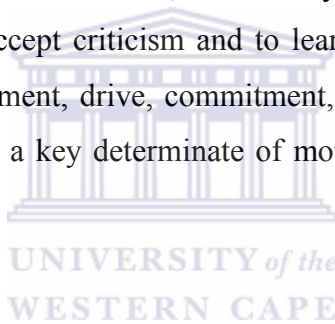 accept criticism and to lear
ment, drive, commitment,
a key determinate of mo
UNIVERSITY of the
WESTERN CAPE